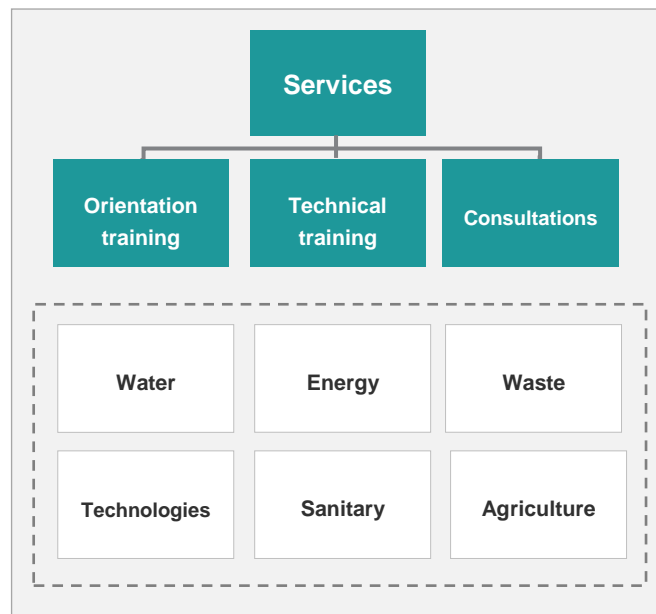 Services
Orientation
training
Technical
training
Consultations
Water
Energy
Waste
Technologies
Sanitary
Agriculture